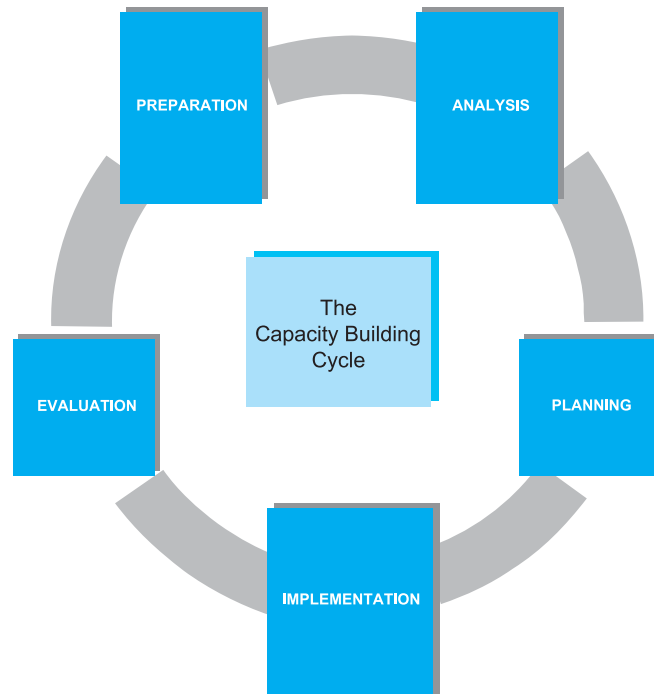 PREPARATION
ANALYSIS
The
Capacity Building
Cycle
EVALUATION
PLANNING
IMPLEMENTATION